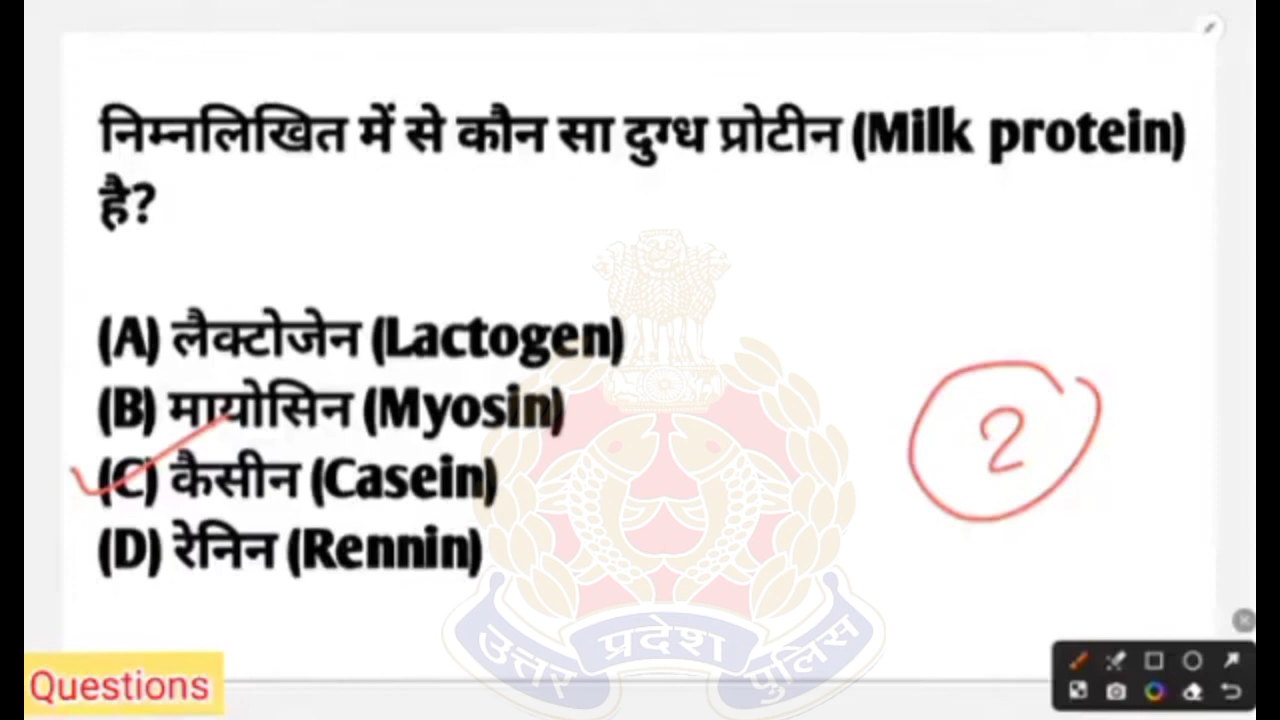 निम्नलिखित में से कौन सा दुग्ध प्रोटीन (Milk protein)
है?
(A) लैक्टोजेन (Lactogen)
(B) मायोसिन (Myosin)
(C) कैसीन (Casein)
(D) रेनिन (Rennin)
2
उत्तर प्रदेश पुलिस
Questions